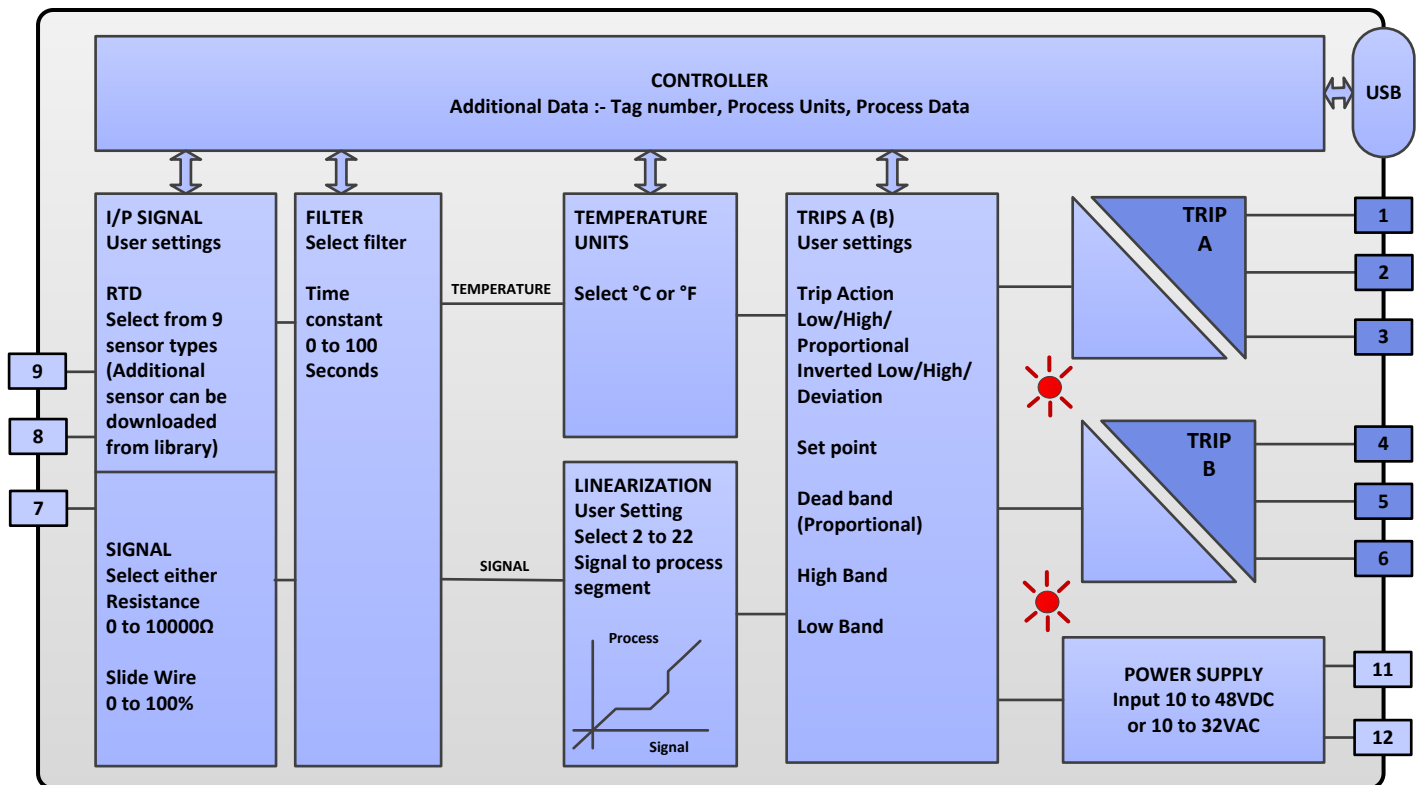 CONTROLLER
Additional Data :- Tag number, Process Units, Process Data
USB
I/P SIGNAL
User settings
RTD
Select from 9
sensor types
(Additional
sensor can be
downloaded
from library)
SIGNAL
Select either
Resistance
0 to 10000Ω
Slide Wire
0 to 100%
9
8
7
FILTER
Select filter
Time
constant
0 to 100
Seconds
TEMPERATURE
SIGNAL
TEMPERATURE
UNITS
Select °C or °F
LINEARIZATION
User Setting
Select 2 to 22
Signal to process
segment
Process
Signal
TRIPS A (B)
User settings
Trip Action
Low/High/
Proportional
Inverted Low/High/
Deviation
Set point
Dead band
(Proportional)
High Band
Low Band
TRIP
A
1
2
3
TRIP
B
4
5
6
POWER SUPPLY
Input 10 to 48VDC
or 10 to 32VAC
11
12